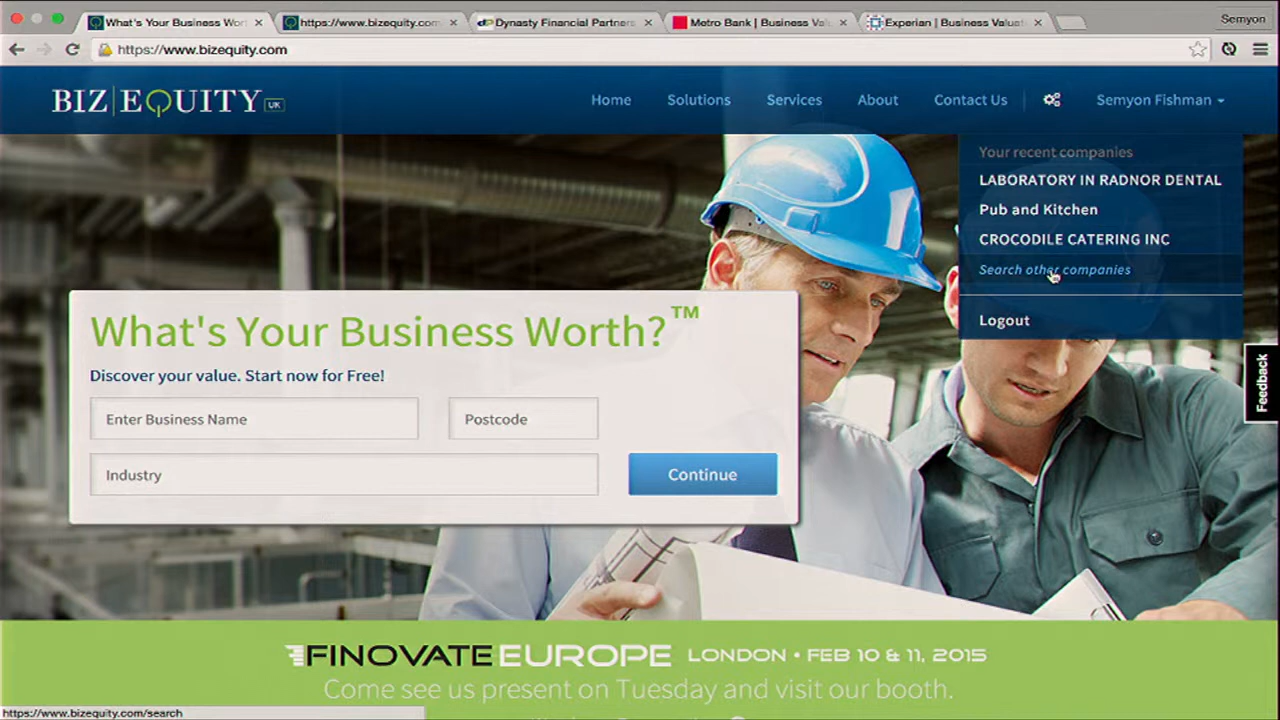 What's Your Business Wor
https://www.bizequity.com
Dynasty Financial Partners
Metro Bank | Business Val
Experian | Business Valuat
Semyon
https://www.bizequity.com
BIZ EQUITY UK
Home
Solutions
Services
About
Contact Us
Semyon Fishman
Your recent companies
LABORATORY IN RADNOR DENTAL
Pub and Kitchen
CROCODILE CATERING INC
Search other companies
Logout
Feedback
What's Your Business Worth?™
Discover your value. Start now for Free!
Enter Business Name
Postcode
Industry
Continue
FINOVATE EUROPE LONDON • FEB 10 & 11, 2015
Come see us present on Tuesday and visit our booth.
https://www.bizequity.com/search